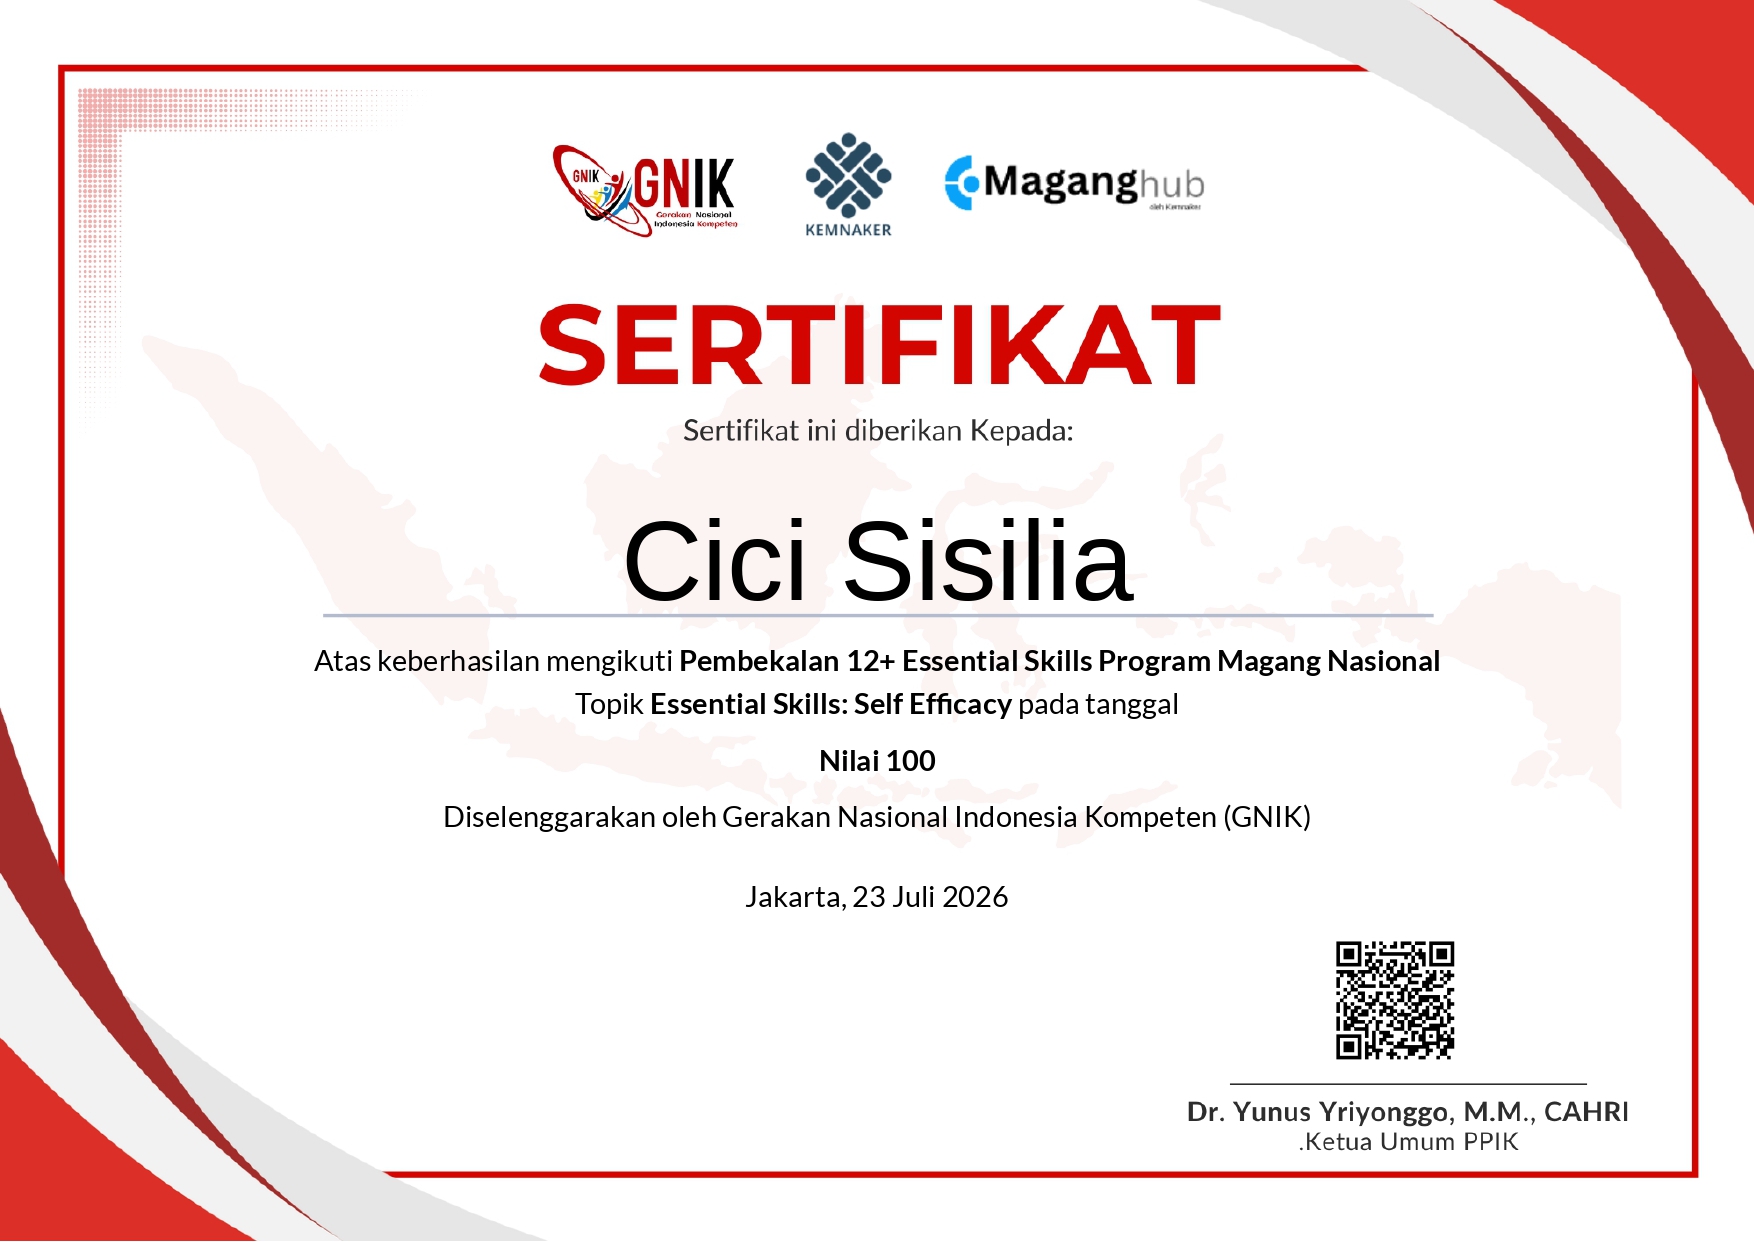 GNIK
GNIK
Gerakan Nasional
Indonesia Kompeten
KEMNAKER
Maganghub
oleh Kemnaker
SERTIFIKAT
Sertifikat ini diberikan Kepada:
Cici Sisilia
Atas keberhasilan mengikuti Pembekalan 12+ Essential Skills Program Magang Nasional
Topik Essential Skills: Self Efficacy pada tanggal
Nilai 100
Diselenggarakan oleh Gerakan Nasional Indonesia Kompeten (GNIK)
Jakarta, 23 Juli 2026
Dr. Yunus Yriyonggo, M.M., CAHRI
.Ketua Umum PPIK